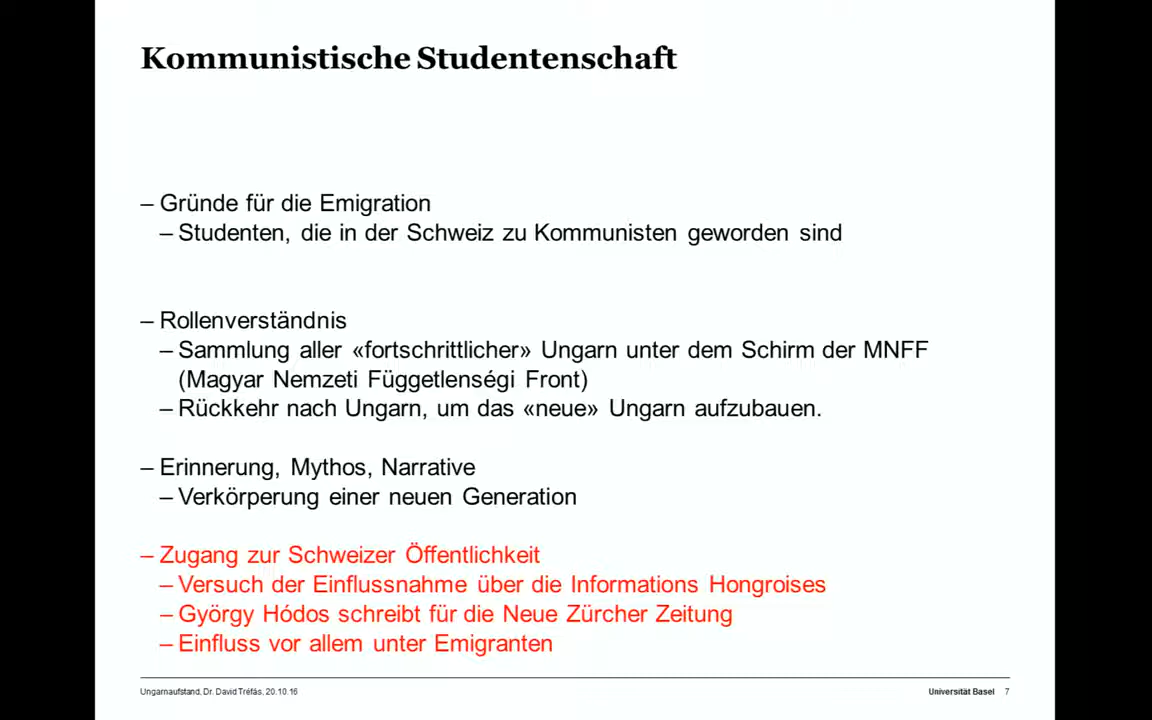 Kommunistische Studentenschaft
– Gründe für die Emigration
– Studenten, die in der Schweiz zu Kommunisten geworden sind
– Rollenverständnis
– Sammlung aller «fortschrittlicher» Ungarn unter dem Schirm der MNFF
(Magyar Nemzeti Függetlenségi Front)
– Rückkehr nach Ungarn, um das «neue» Ungarn aufzubauen.
– Erinnerung, Mythos, Narrative
– Verkörperung einer neuen Generation
– Zugang zur Schweizer Öffentlichkeit
– Versuch der Einflussnahme über die Informations Hongroises
– György Hódos schreibt für die Neue Zürcher Zeitung
– Einfluss vor allem unter Emigranten
Ungarnaufstand, Dr. David Tréfás, 20.10.16
Universität Basel 7